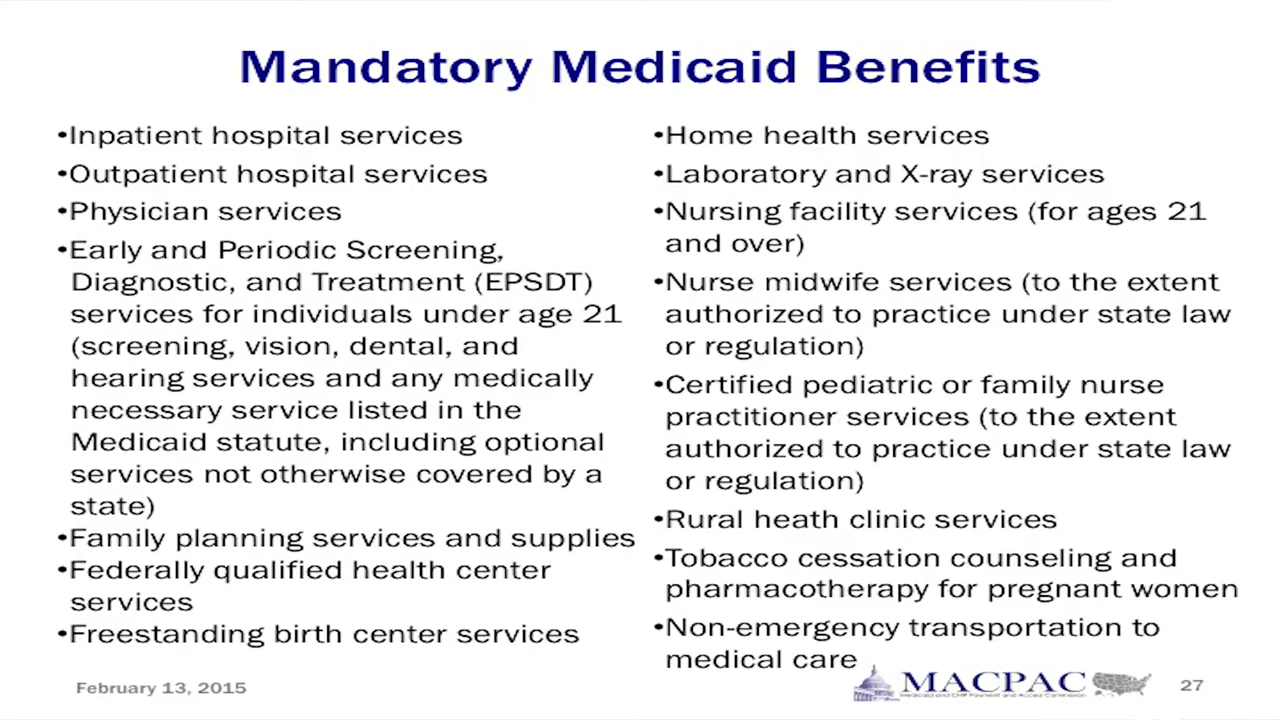 Mandatory Medicaid Benefits
•Inpatient hospital services
•Outpatient hospital services
•Physician services
•Early and Periodic Screening,
Diagnostic, and Treatment (EPSDT)
services for individuals under age 21
(screening, vision, dental, and
hearing services and any medically
necessary service listed in the
Medicaid statute, including optional
services not otherwise covered by a
state)
•Family planning services and supplies
•Federally qualified health center
services
•Freestanding birth center services
•Home health services
•Laboratory and X-ray services
•Nursing facility services (for ages 21
and over)
•Nurse midwife services (to the extent
authorized to practice under state law
or regulation)
•Certified pediatric or family nurse
practitioner services (to the extent
authorized to practice under state law
or regulation)
•Rural heath clinic services
•Tobacco cessation counseling and
pharmacotherapy for pregnant women
•Non-emergency transportation to
medical care
February 13, 2015
MACPAC
Medicaid and CHIP Payment and Access Commission
27